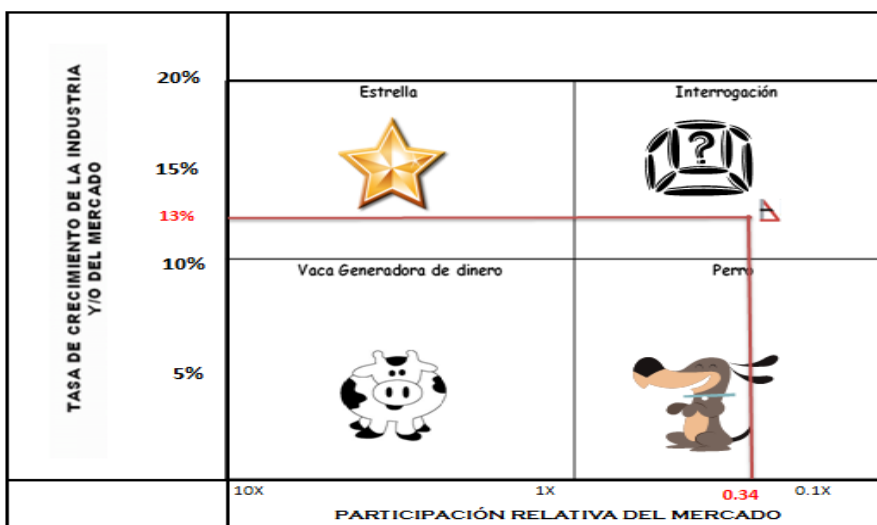 TASA DE CRECIMIENTO DE LA INDUSTRIA
Y/O DEL MERCADO
20%
15%
13%
10%
5%
Estrella
Interrogación
?
Vaca Generadora de dinero
Perro
10X
1X
0.34
0.1X
PARTICIPACIÓN RELATIVA DEL MERCADO